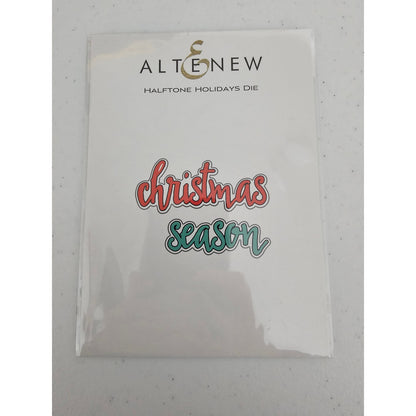 ALTENEW
HALFTONE HOLIDAYS DIE
christmas
season